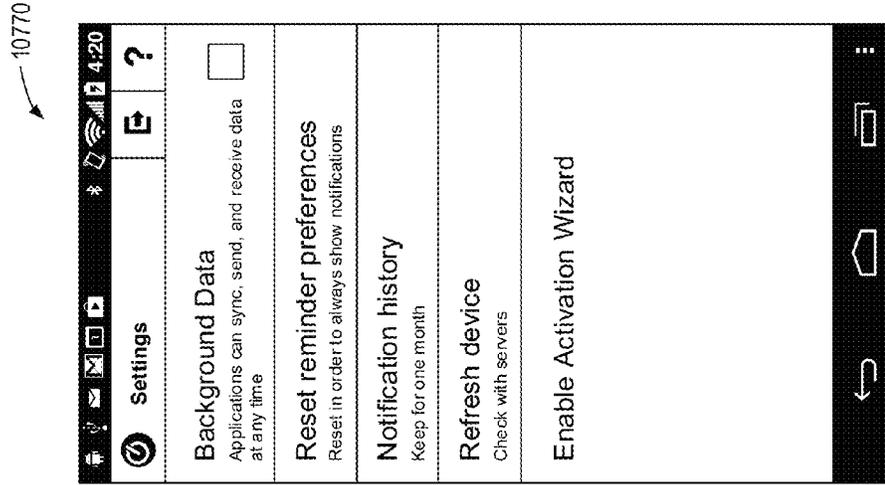 10770
4:20
Settings
?
Background Data
Applications can sync, send, and receive data
at any time
Reset reminder preferences
Reset in order to always show notifications
Notification history
Keep for one month
Refresh device
Check with servers
Enable Activation Wizard